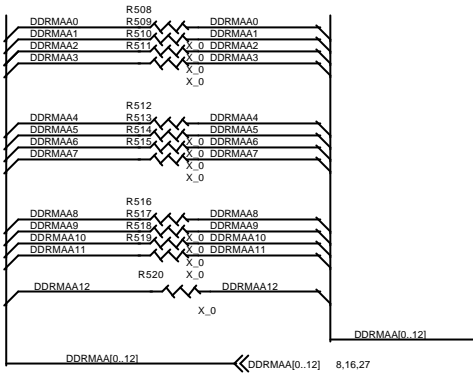 R508
DDRMAA0 R509 DDRMAA0
DDRMAA1 R510 DDRMAA1
DDRMAA2 R511 X_0 DDRMAA2
DDRMAA3 X_0 DDRMAA3
X_0
X_0
R512
DDRMAA4 R513 DDRMAA4
DDRMAA5 R514 DDRMAA5
DDRMAA6 R515 X_0 DDRMAA6
DDRMAA7 X_0 DDRMAA7
X_0
X_0
R516
DDRMAA8 R517 DDRMAA8
DDRMAA9 R518 DDRMAA9
DDRMAA10 R519 X_0 DDRMAA10
DDRMAA11 X_0 DDRMAA11
X_0
R520 X_0
DDRMAA12 DDRMAA12
X_0
DDRMAA[0..12]
DDRMAA[0..12] DDRMAA[0..12] 8,16,27